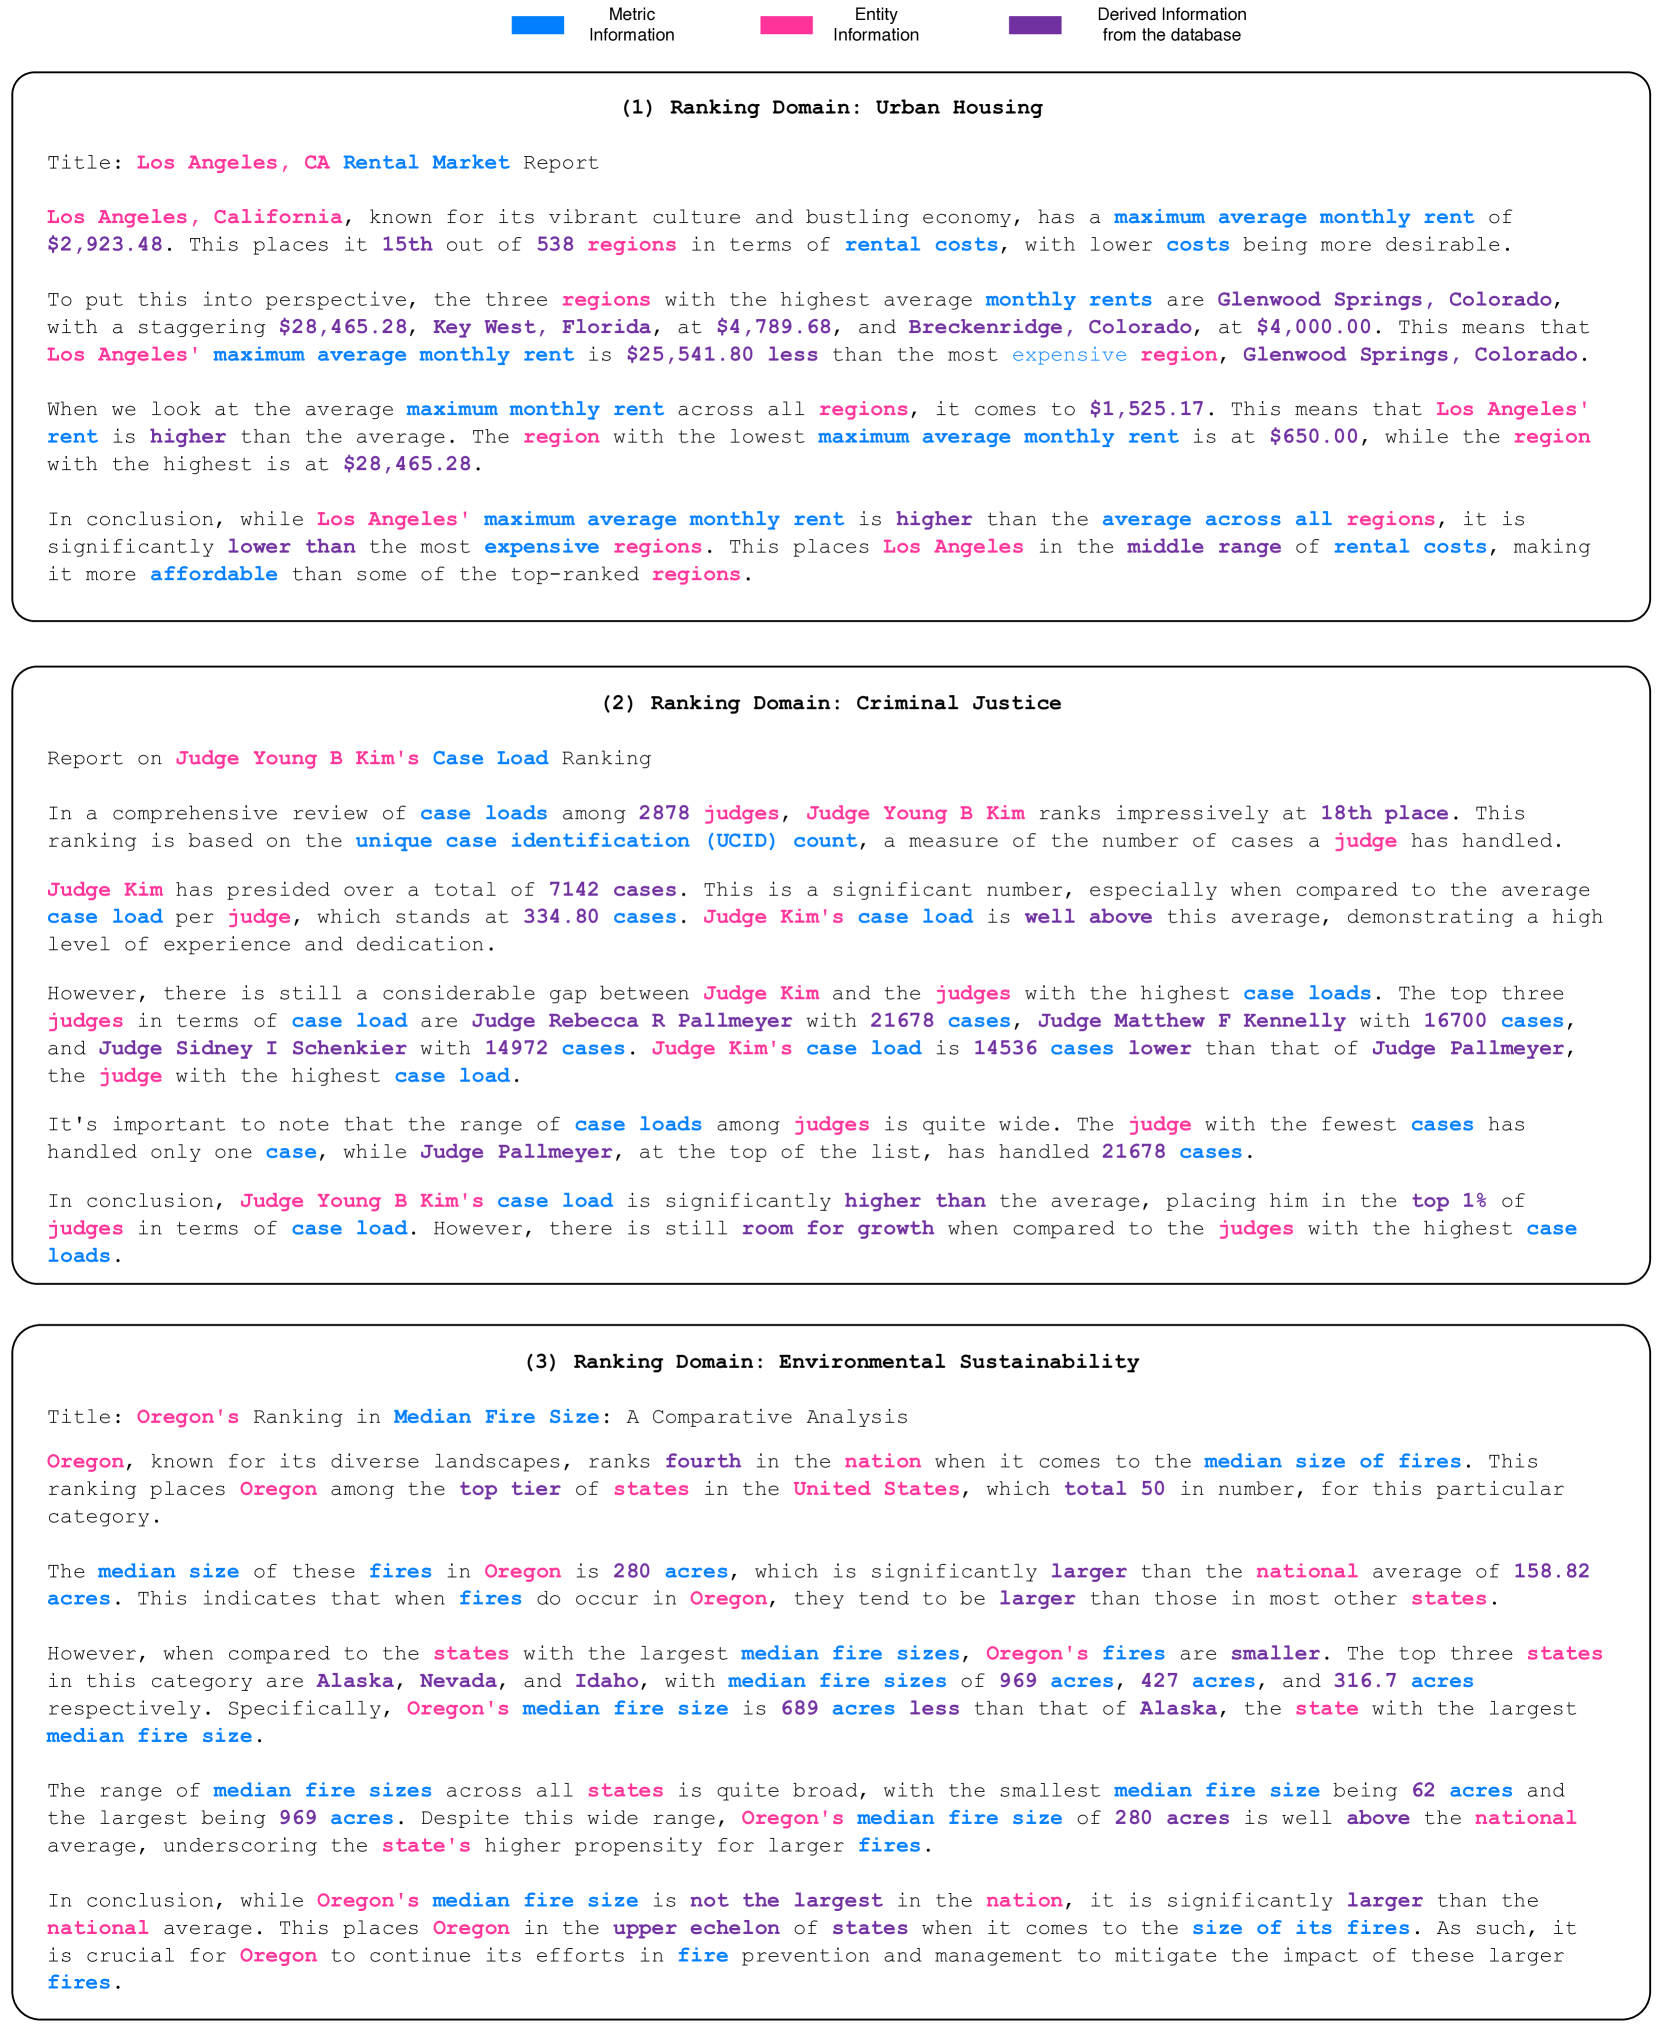 Metric
Information
Entity
Information
Derived Information
from the database
(1) Ranking Domain: Urban Housing
Title: Los Angeles, CA Rental Market Report
Los Angeles, California, known for its vibrant culture and bustling economy, has a maximum average monthly rent of
$2,923.48. This places it 15th out of 538 regions in terms of rental costs, with lower costs being more desirable.
To put this into perspective, the three regions with the highest average monthly rents are Glenwood Springs, Colorado,
with a staggering $28,465.28, Key West, Florida, at $4,789.68, and Breckenridge, Colorado, at $4,000.00. This means that
Los Angeles' maximum average monthly rent is $25,541.80 less than the most expensive region, Glenwood Springs, Colorado.
When we look at the average maximum monthly rent across all regions, it comes to $1,525.17. This means that Los Angeles'
rent is higher than the average. The region with the lowest maximum average monthly rent is at $650.00, while the region
with the highest is at $28,465.28.
In conclusion, while Los Angeles' maximum average monthly rent is higher than the average across all regions, it is
significantly lower than the most expensive regions. This places Los Angeles in the middle range of rental costs, making
it more affordable than some of the top-ranked regions.
(2) Ranking Domain: Criminal Justice
Report on Judge Young B Kim's Case Load Ranking
In a comprehensive review of case loads among 2878 judges, Judge Young B Kim ranks impressively at 18th place. This
ranking is based on the unique case identification (UCID) count, a measure of the number of cases a judge has handled.
Judge Kim has presided over a total of 7142 cases. This is a significant number, especially when compared to the average
case load per judge, which stands at 334.80 cases. Judge Kim's case load is well above this average, demonstrating a high
level of experience and dedication.
However, there is still a considerable gap between Judge Kim and the judges with the highest case loads. The top three
judges in terms of case load are Judge Rebecca R Pallmeyer with 21678 cases, Judge Matthew F Kennelly with 16700 cases,
and Judge Sidney I Schenkier with 14972 cases. Judge Kim's case load is 14536 cases lower than that of Judge Pallmeyer,
the judge with the highest case load.
It's important to note that the range of case loads among judges is quite wide. The judge with the fewest cases has
handled only one case, while Judge Pallmeyer, at the top of the list, has handled 21678 cases.
In conclusion, Judge Young B Kim's case load is significantly higher than the average, placing him in the top 1% of
judges in terms of case load. However, there is still room for growth when compared to the judges with the highest case
loads.
(3) Ranking Domain: Environmental Sustainability
Title: Oregon's Ranking in Median Fire Size: A Comparative Analysis
Oregon, known for its diverse landscapes, ranks fourth in the nation when it comes to the median size of fires. This
ranking places Oregon among the top tier of states in the United States, which total 50 in number, for this particular
category.
The median size of these fires in Oregon is 280 acres, which is significantly larger than the national average of 158.82
acres. This indicates that when fires do occur in Oregon, they tend to be larger than those in most other states.
However, when compared to the states with the largest median fire sizes, Oregon's fires are smaller. The top three states
in this category are Alaska, Nevada, and Idaho, with median fire sizes of 969 acres, 427 acres, and 316.7 acres
respectively. Specifically, Oregon's median fire size is 689 acres less than that of Alaska, the state with the largest
median fire size.
The range of median fire sizes across all states is quite broad, with the smallest median fire size being 62 acres and
the largest being 969 acres. Despite this wide range, Oregon's median fire size of 280 acres is well above the national
average, underscoring the state's higher propensity for larger fires.
In conclusion, while Oregon's median fire size is not the largest in the nation, it is significantly larger than the
national average. This places Oregon in the upper echelon of states when it comes to the size of its fires. As such, it
is crucial for Oregon to continue its efforts in fire prevention and management to mitigate the impact of these larger
fires.